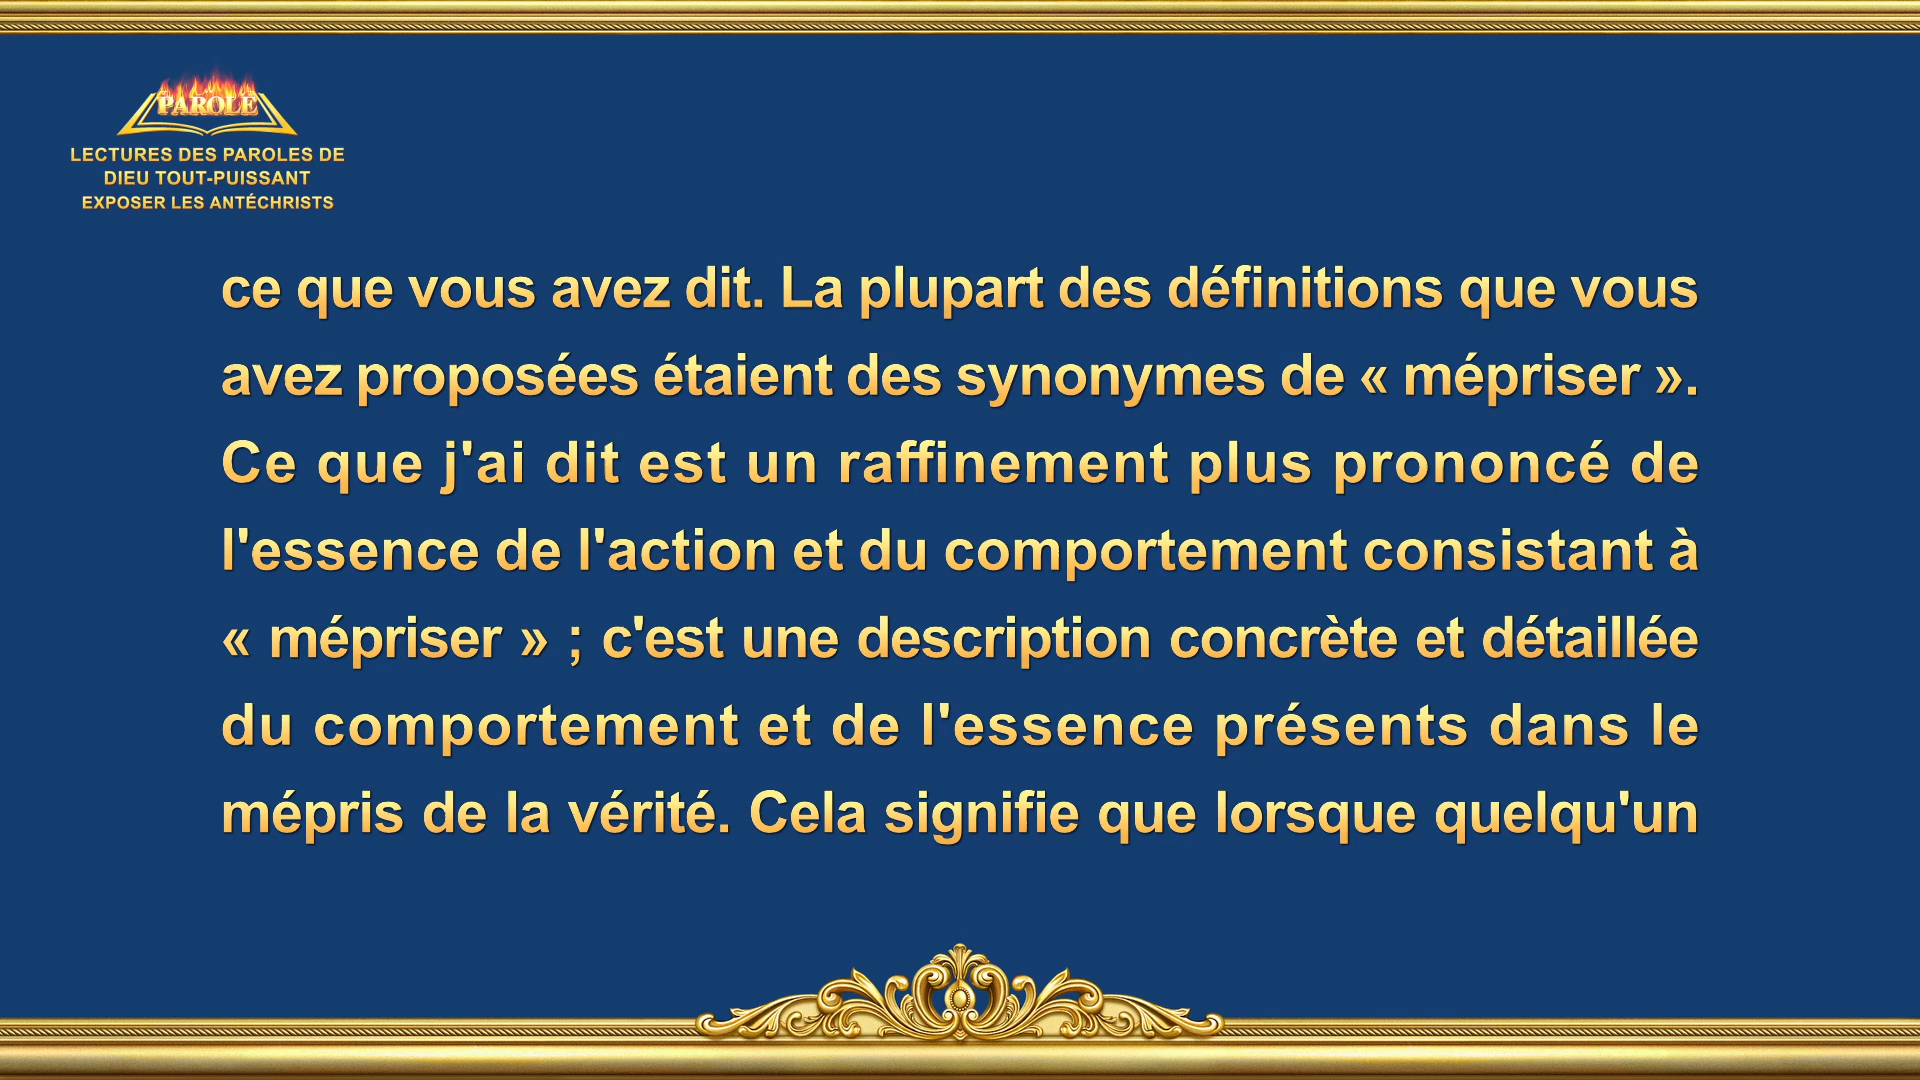 PAROLE
LECTURES DES PAROLES DE
DIEU TOUT-PUISSANT
EXPOSER LES ANTÉCHRISTS
ce que vous avez dit. La plupart des définitions que vous
avez proposées étaient des synonymes de « mépriser ».
Ce que j'ai dit est un raffinement plus prononcé de
l'essence de l'action et du comportement consistant à
« mépriser » ; c'est une description concrète et détaillée
du comportement et de l'essence présents dans le
mépris de la vérité. Cela signifie que lorsque quelqu'un